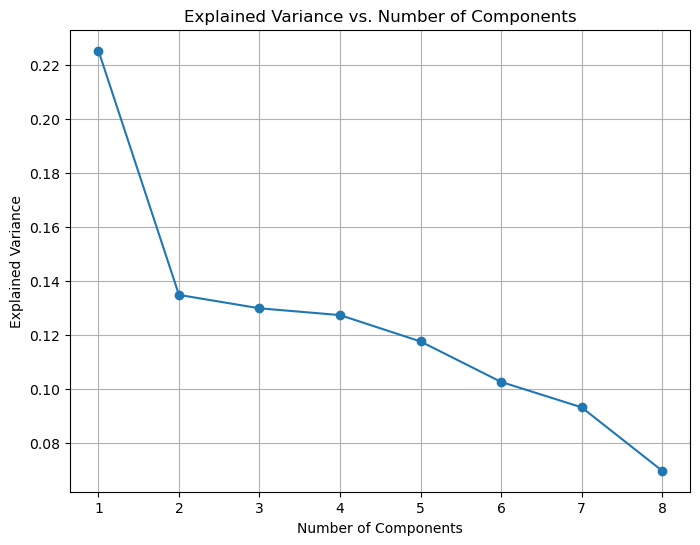 Explained Variance vs. Number of Components
0.22
0.20
0.18
0.16
0.14
0.12
0.10
0.08
Explained Variance
1 2 3 4 5 6 7 8
Number of Components